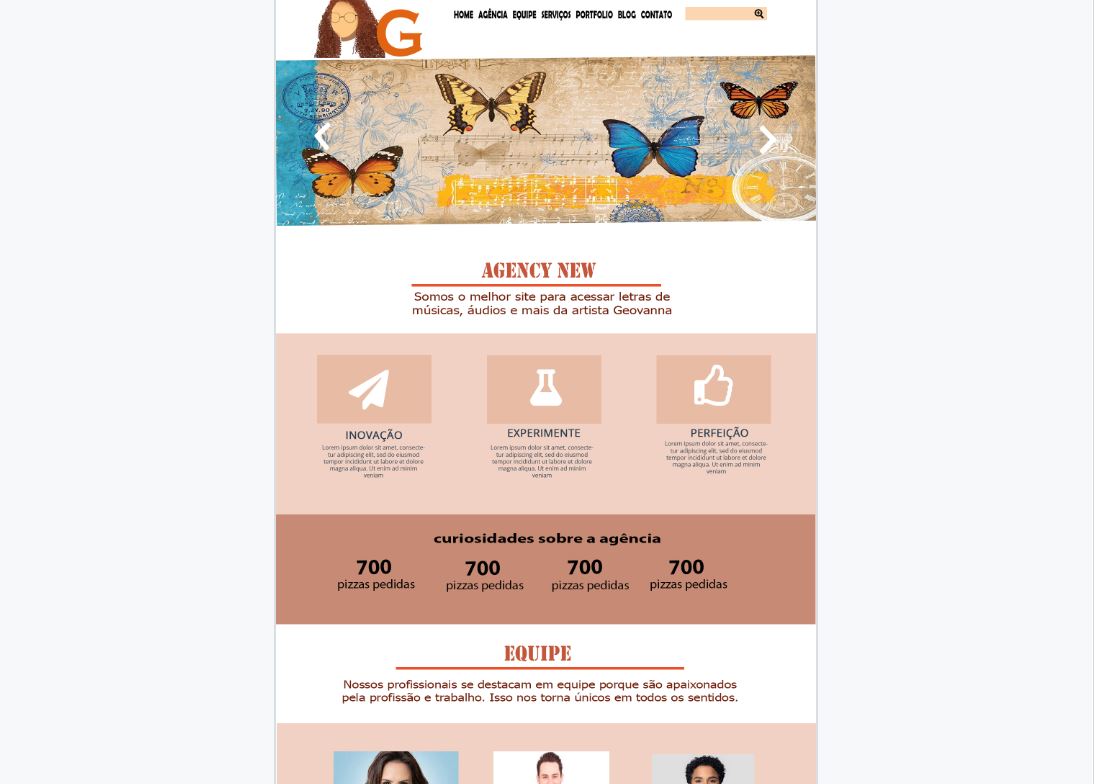 G
HOME AGÊNCIA EQUIPE SERVIÇOS PORTFOLIO BLOG CONTATO
AGENCY NEW
Somos o melhor site para acessar letras de
músicas, áudios e mais da artista Geovanna
INOVAÇÃO
Lorem ipsum dolor sit amet, consecte-
tur adipiscing elit, sed do eiusmod
tempor incididunt ut labore et dolore
magna aliqua. Ut enim ad minim
veniam
EXPERIMENTE
Lorem ipsum dolor sit amet, consecte-
tur adipiscing elit, sed do eiusmod
tempor incididunt ut labore et dolore
magna aliqua. Ut enim ad minim
veniam
PERFEIÇÃO
Lorem ipsum dolor sit amet, consecte-
tur adipiscing elit, sed do eiusmod
tempor incididunt ut labore et dolore
magna aliqua. Ut enim ad minim
veniam
curiosidades sobre a agência
700 700 700 700
pizzas pedidas pizzas pedidas pizzas pedidas pizzas pedidas
EQUIPE
Nossos profissionais se destacam em equipe porque são apaixonados
pela profissão e trabalho. Isso nos torna únicos em todos os sentidos.